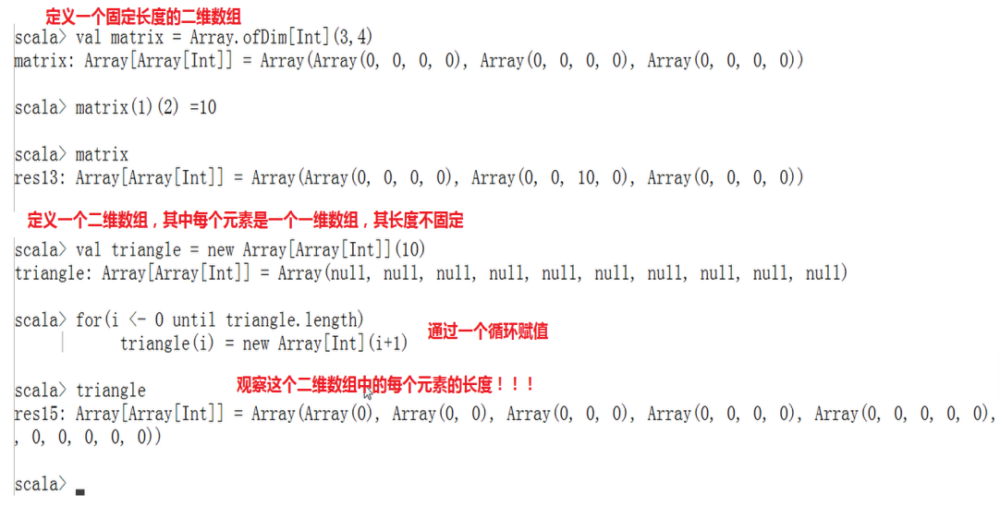 定义一个固定长度的二维数组
scala> val matrix = Array.ofDim[Int](3,4)
matrix: Array[Array[Int]] = Array(Array(0, 0, 0, 0), Array(0, 0, 0, 0), Array(0, 0, 0, 0))
scala> matrix(1)(2) =10
scala> matrix
res13: Array[Array[Int]] = Array(Array(0, 0, 0, 0), Array(0, 0, 10, 0), Array(0, 0, 0, 0))
定义一个二维数组，其中每个元素是一个一维数组，其长度不固定
scala> val triangle = new Array[Array[Int]](10)
triangle: Array[Array[Int]] = Array(null, null, null, null, null, null, null, null, null, null)
scala> for(i <- 0 until triangle.length)
| triangle(i) = new Array[Int](i+1)
通过一个循环赋值
scala> triangle
观察这个二维数组中的每个元素的长度！！！
res15: Array[Array[Int]] = Array(Array(0), Array(0, 0), Array(0, 0, 0), Array(0, 0, 0, 0), Array(0, 0, 0, 0, 0),
, 0, 0, 0, 0, 0))
scala>